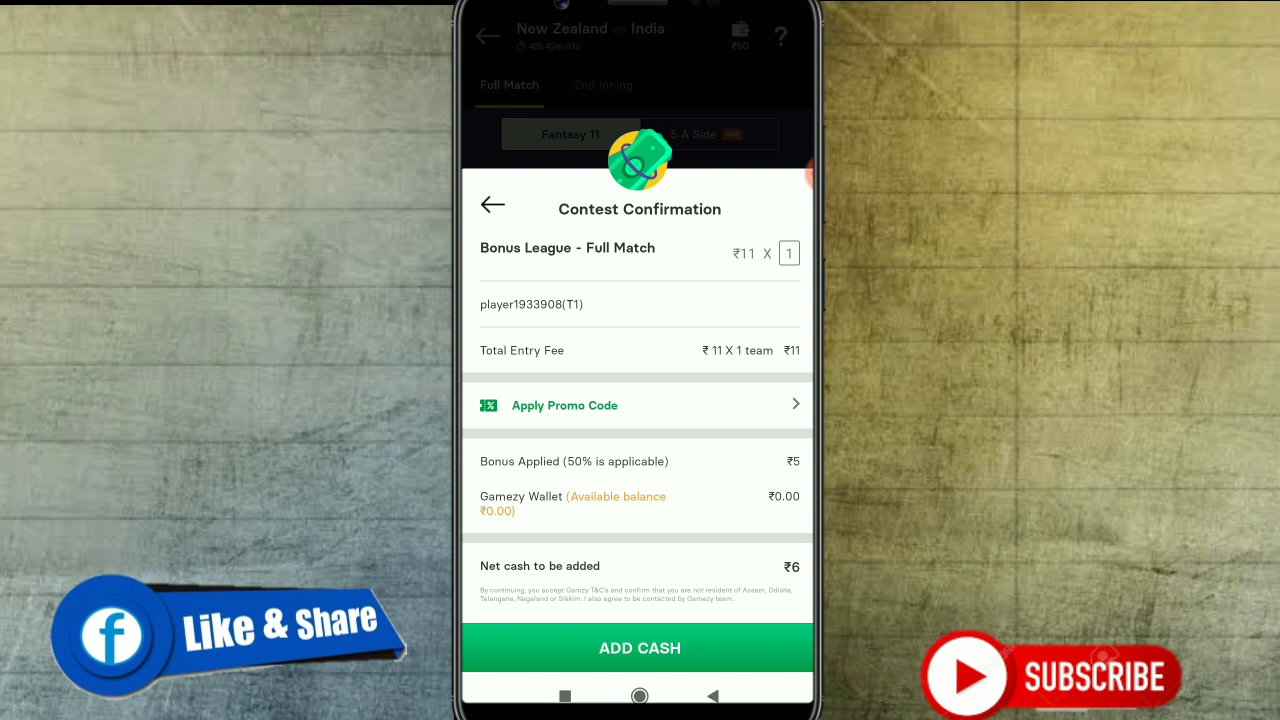 New Zealand vs India
40h 42m 03s
₹50
?
Full Match
2nd Inning
Fantasy 11
5 A Side NEW
Contest Confirmation
Bonus League - Full Match
₹11 X 1
player1933908(T1)
Total Entry Fee
₹ 11 X 1 team ₹11
Apply Promo Code
Bonus Applied (50% is applicable)
₹5
Gamezy Wallet (Available balance
₹0.00)
₹0.00
Net cash to be added
₹6
By continuing, you accept Gamzy T&C's and confirm that you are not resident of Assam, Odisha,
Telangana, Nagaland or Sikkim. I also agree to be contacted by Gamezy team.
ADD CASH
f
Like & Share
SUBSCRIBE